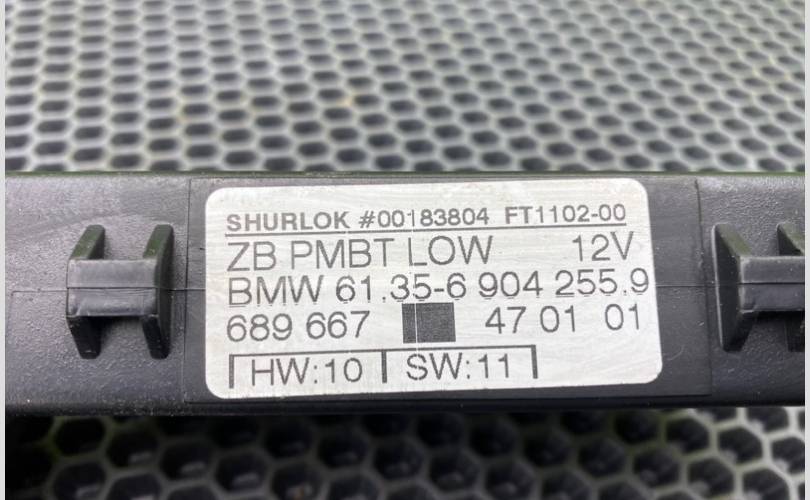 SHURLOK #00183804 FT1102-00
ZB PMBT LOW 12V
BMW 61.35-6 904 255.9
689 667 47 01 01
HW:10 SW:11